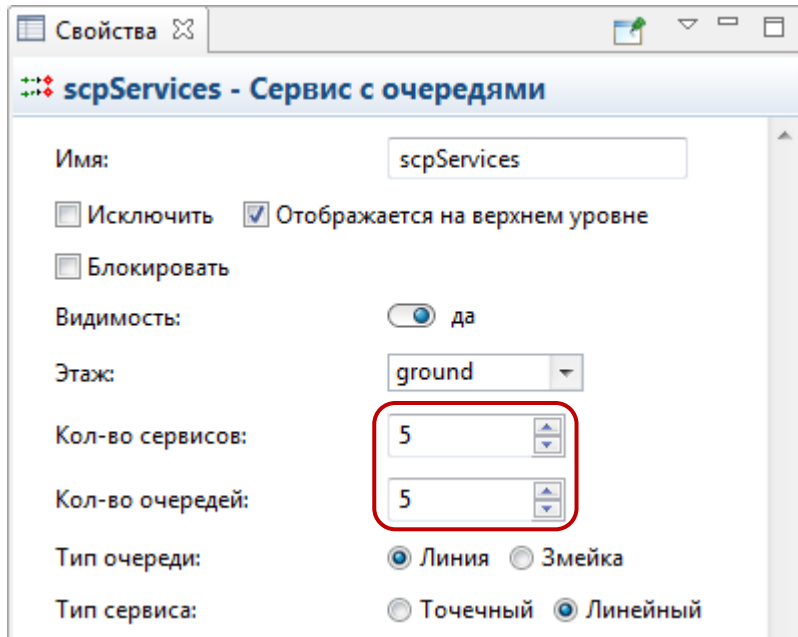 Свойства
scpServices - Сервис с очередями
Имя: scpServices
Исключить Отображается на верхнем уровне
Блокировать
Видимость: да
Этаж: ground
Кол-во сервисов: 5
Кол-во очередей: 5
Тип очереди: Линия Змейка
Тип сервиса: Точечный Линейный